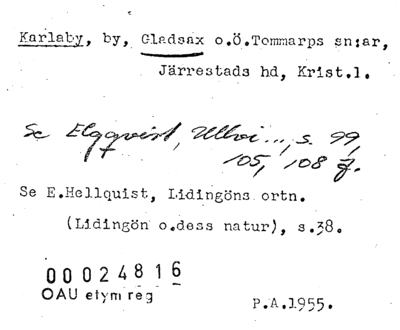 Karlaby, by, Gladsax o.Ö.Tommarps sn:ar,
Järrestads hd, Krist.l.
Se Elgqvist, Ullvi..., s. 99,
105, 108 f.
Se E.Hellquist, Lidingöns ortn.
(Lidingön o.dess natur), s.38.
00024816
OAU etym reg
P.A.1955.